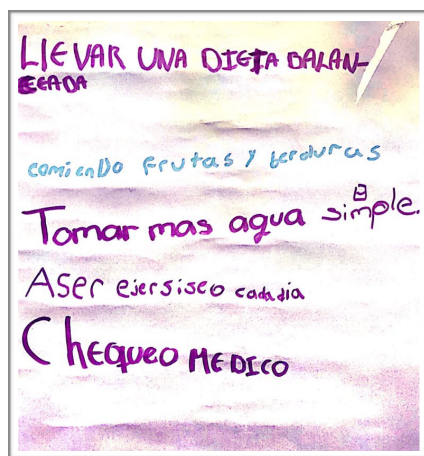 LLEVAR UNA DIETA BALAN-
CEADA
comienDo frutas y berduras
Tomar mas agua simple.
Aser ejersiseo cada dia
Chequeo MEDICO